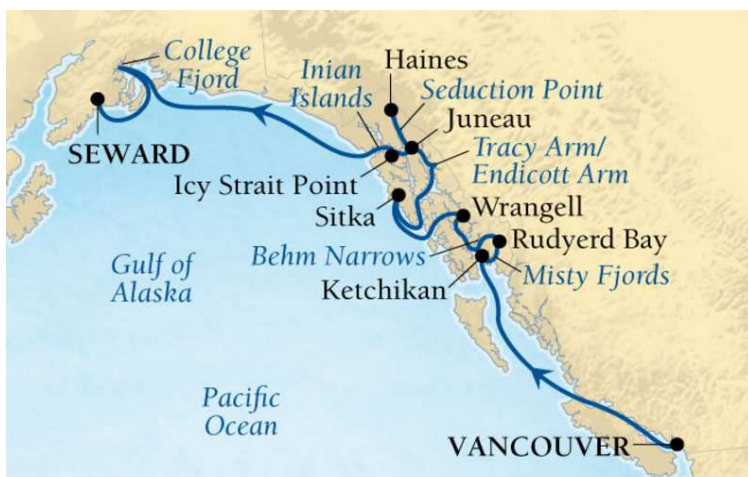 College
Fjord
SEWARD
Inian
Islands
Haines
Seduction Point
Juneau
Tracy Arm/
Endicott Arm
Icy Strait Point
Sitka
Wrangell
Rudyerd Bay
Behm Narrows
Misty Fjords
Ketchikan
Gulf of
Alaska
Pacific
Ocean
VANCOUVER